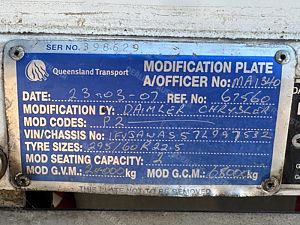 SER NO. 398629
Queensland Transport
MODIFICATION PLATE
A/OFFICER No: MA1340
DATE: 23-03-07 REF No: 67560
MODIFICATION BY: DAIMLER CHRYSLER
MOD CODES: P2
VIN/CHASSIS No:
TYRE SIZES: 295/60R22.5
MOD SEATING CAPACITY: 2
MOD G.V.M: kg MOD G.C.M: kg
THIS PLATE NOT TO BE REMOVED